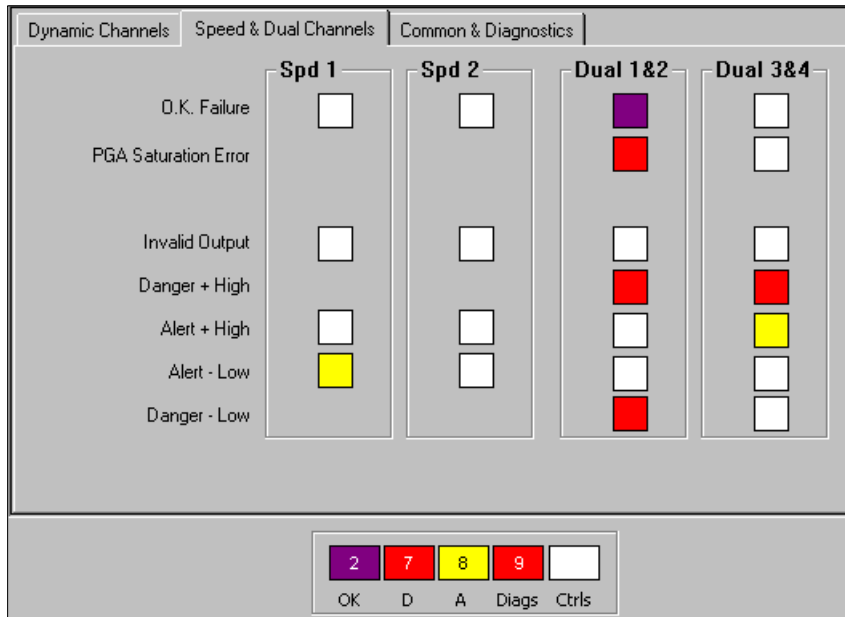 Dynamic Channels Speed & Dual Channels Common & Diagnostics
Spd 1 Spd 2 Dual 1&2 Dual 3&4
O.K. Failure
PGA Saturation Error
Invalid Output
Danger + High
Alert + High
Alert - Low
Danger - Low
2 7 8 9
OK D A Diags Ctrls